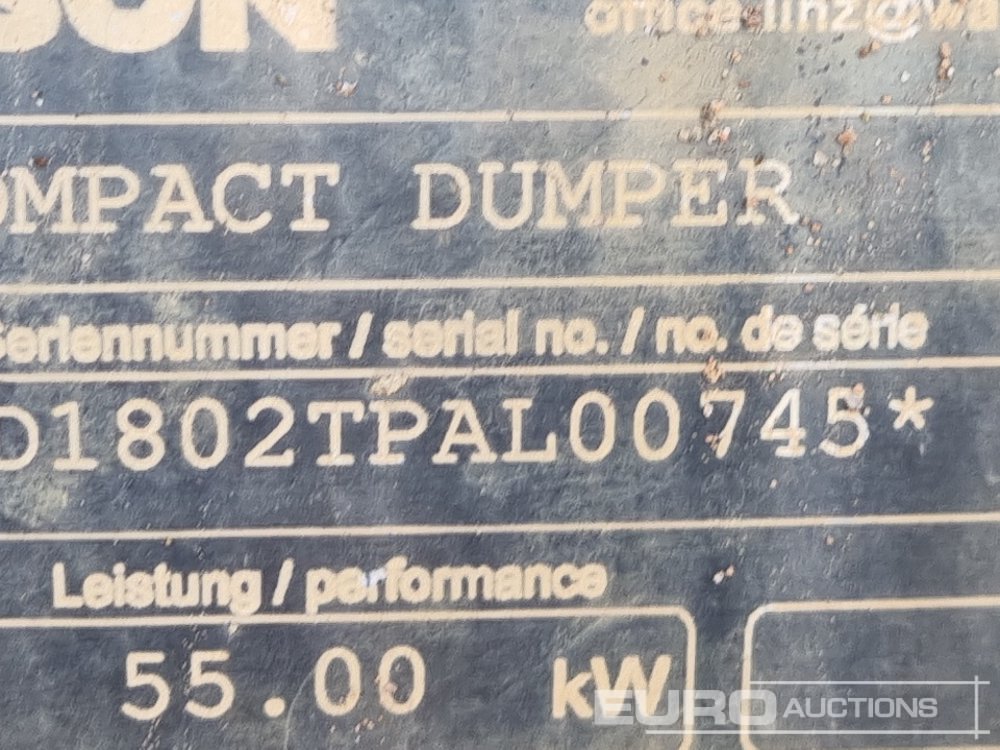 SON
office.linz@wa
OMPACT DUMPER
Seriennummer / serial no. / no. de série
D1802TPAL00745*
Leistung / performance
55.00 kW
EURO AUCTIONS